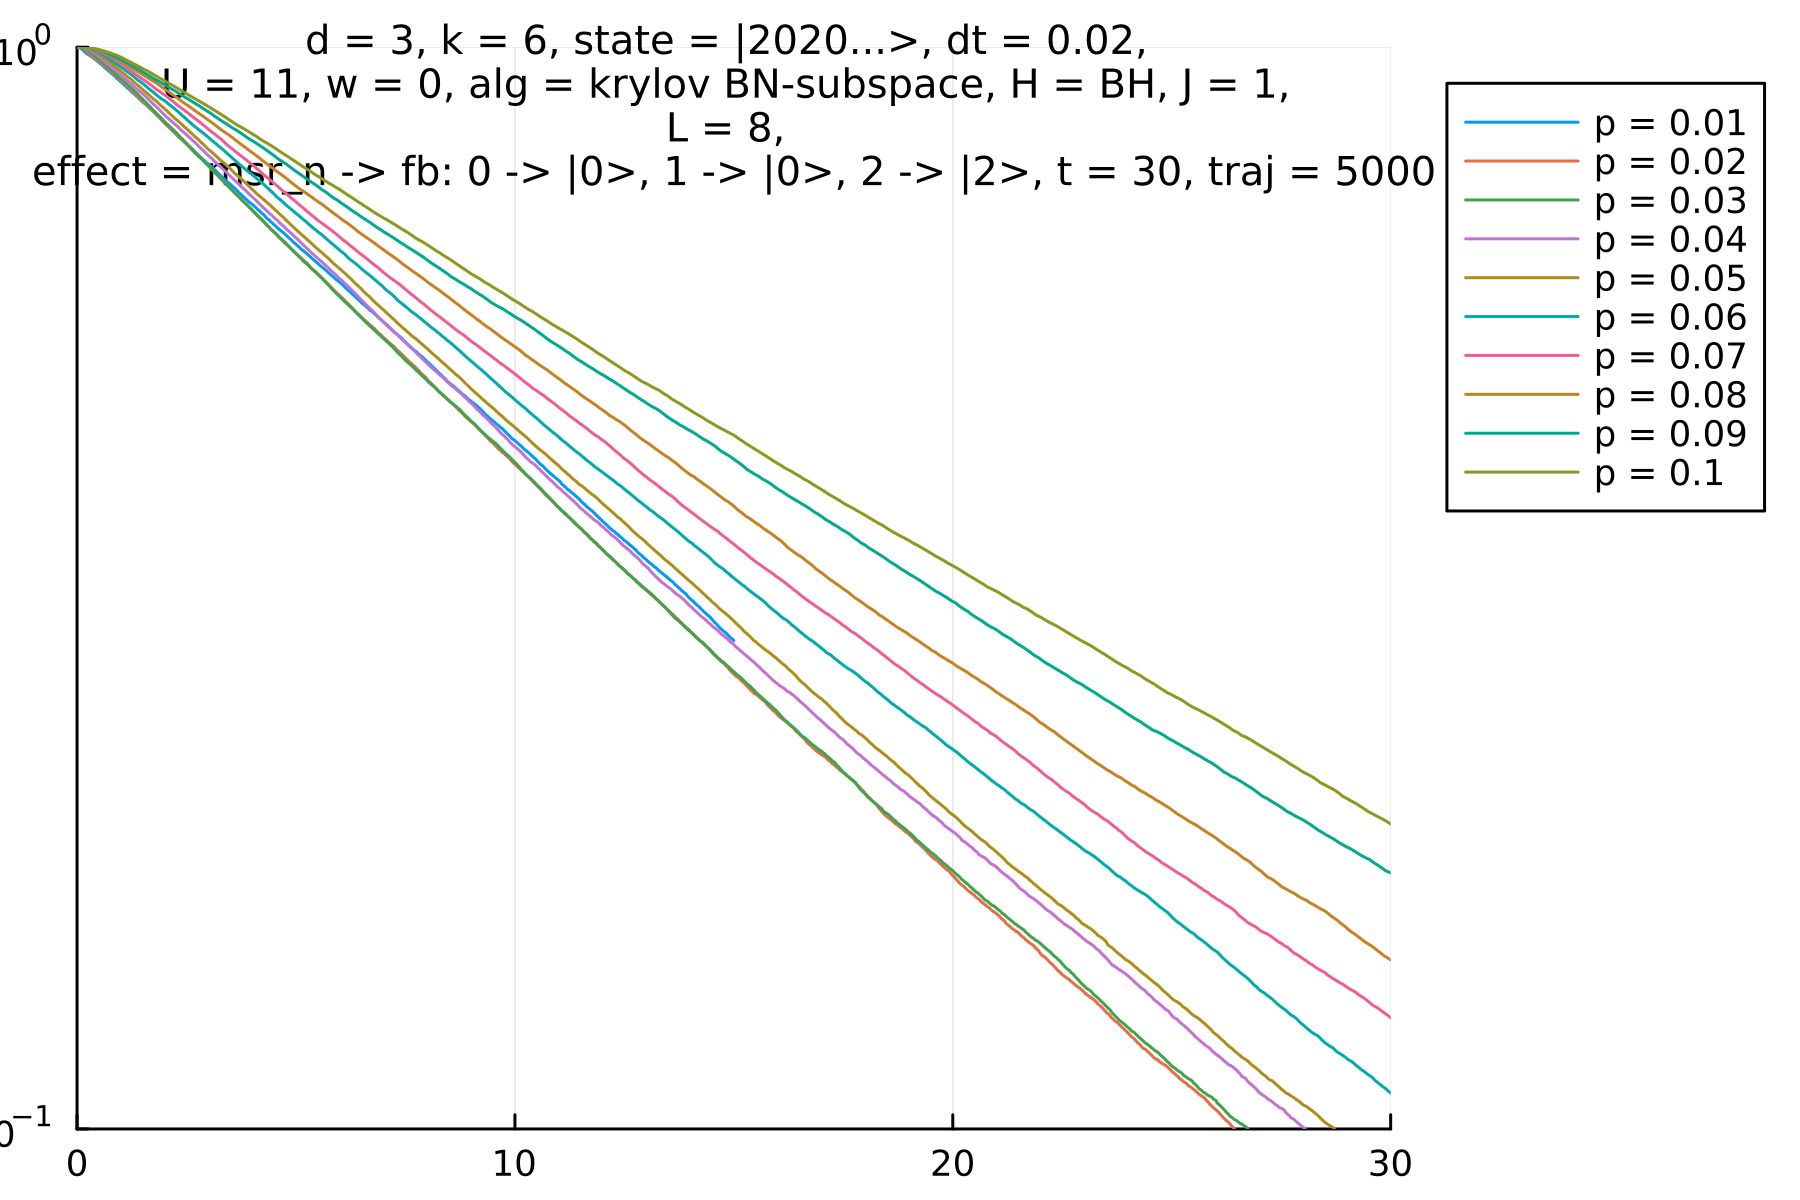 d = 3, k = 6, state = |2020...>, dt = 0.02,
U = 11, w = 0, alg = krylov BN-subspace, H = BH, J = 1,
L = 8,
effect = msr_n -> fb: 0 -> |0>, 1 -> |0>, 2 -> |2>, t = 30, traj = 5000
10⁰
0⁻¹
0 10 20 30
p = 0.01
p = 0.02
p = 0.03
p = 0.04
p = 0.05
p = 0.06
p = 0.07
p = 0.08
p = 0.09
p = 0.1